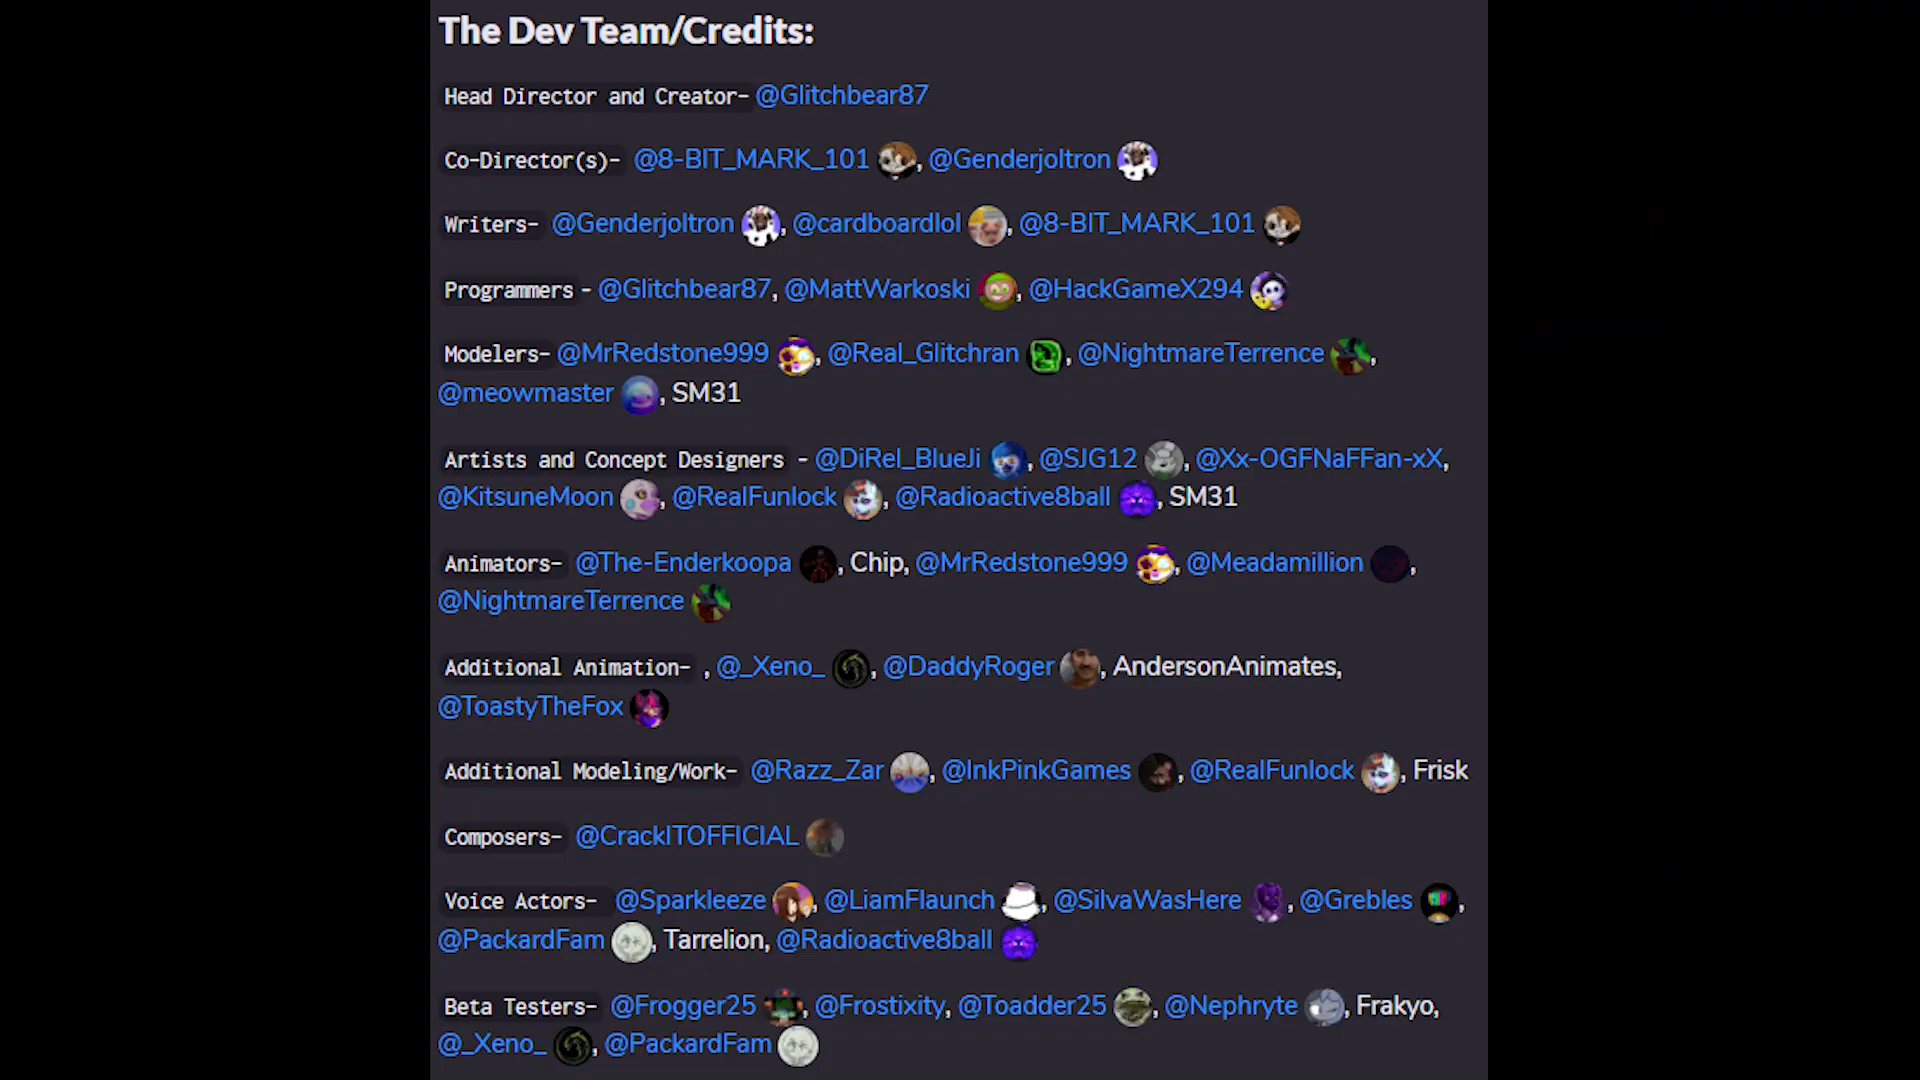 The Dev Team/Credits:
Head Director and Creator- @Glitchbear87
Co-Director(s)- @8-BIT_MARK_101 , @Genderjoltron
Writers- @Genderjoltron , @cardboardlol , @8-BIT_MARK_101
Programmers - @Glitchbear87, @MattWarkoski , @HackGameX294
Modelers- @MrRedstone999 , @Real_Glitchran , @NightmareTerrence ,
@meowmaster , SM31
Artists and Concept Designers - @DiRel_BlueJi , @SJG12 , @Xx-OGFNaFFan-xX,
@KitsuneMoon , @RealFunlock , @Radioactive8ball , SM31
Animators- @The-Enderkoopa , Chip, @MrRedstone999 , @Meadamillion ,
@NightmareTerrence
Additional Animation- , @_Xeno_ , @DaddyRoger , AndersonAnimates,
@ToastyTheFox
Additional Modeling/Work- @Razz_Zar , @InkPinkGames , @RealFunlock , Frisk
Composers- @CrackITOFFICIAL
Voice Actors- @Sparkleeze , @LiamFlaunch , @SilvaWasHere , @Grebles ,
@PackardFam , Tarrelion, @Radioactive8ball
Beta Testers- @Frogger25 , @Frostixity, @Toadder25 , @Nephryte , Frakyo,
@_Xeno_ , @PackardFam